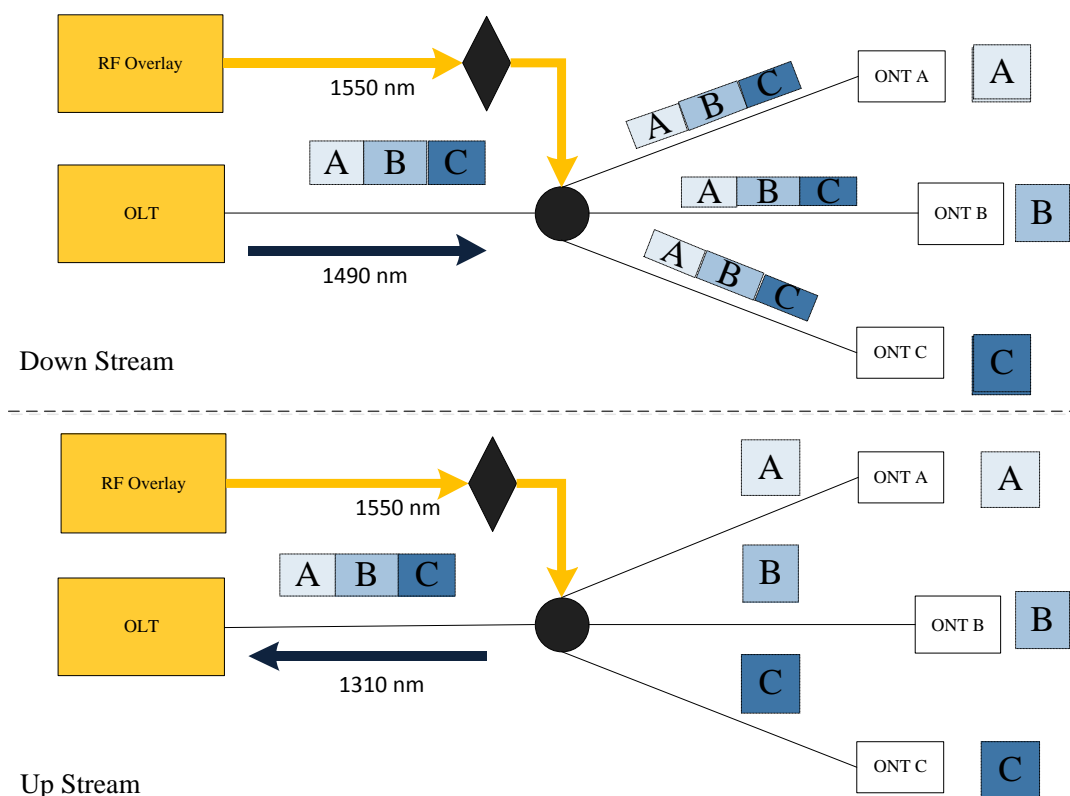 RF Overlay
1550 nm
A B C
ONT A
A
A B C
OLT
1490 nm
A B C
ONT B
B
A B C
ONT C
C
Down Stream
RF Overlay
1550 nm
A
ONT A
A
A B C
B
OLT
1310 nm
ONT B
B
C
ONT C
C
Up Stream